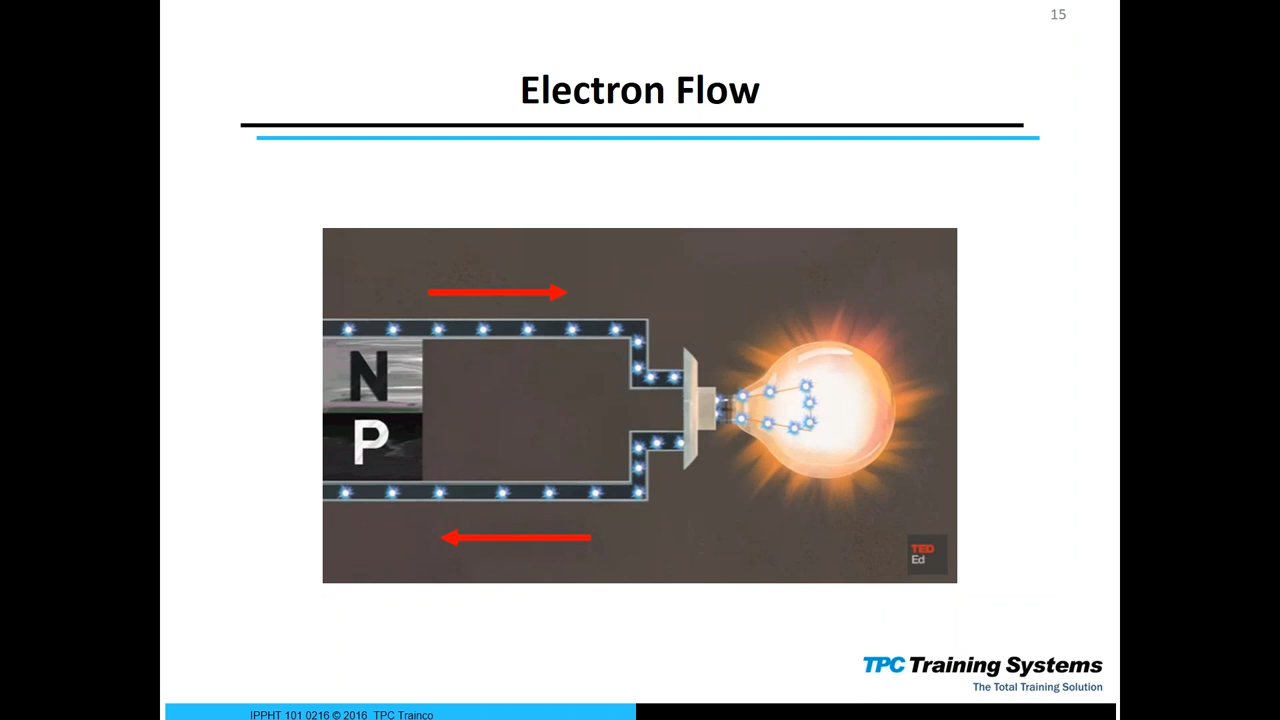 15
Electron Flow
N
P
TED
Ed
TPC Training Systems
The Total Training Solution
IPPHT 101 0216 © 2016 TPC Trainco